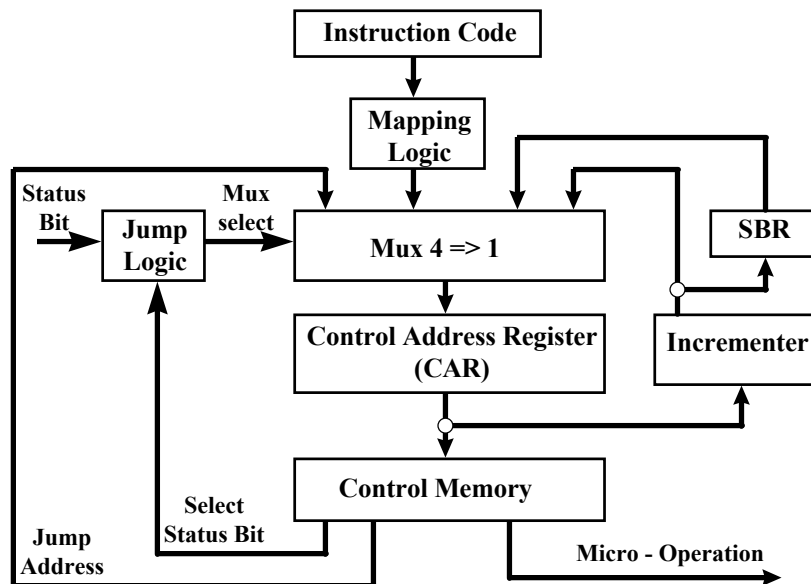 Instruction Code
Mapping
Logic
Status
Bit
Mux
select
Jump
Logic
Mux 4 => 1
SBR
Control Address Register
(CAR)
Incrementer
Control Memory
Select
Status Bit
Jump
Address
Micro - Operation